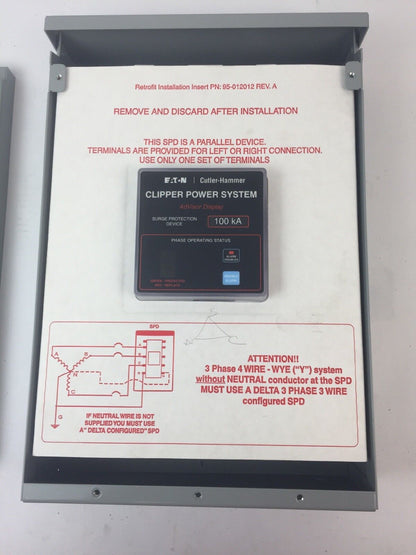 Retrofit Installation Insert PN: 95-012012 REV. A
REMOVE AND DISCARD AFTER INSTALLATION
THIS SPD IS A PARALLEL DEVICE.
TERMINALS ARE PROVIDED FOR LEFT OR RIGHT CONNECTION.
USE ONLY ONE SET OF TERMINALS
EATON | Cutler-Hammer
CLIPPER POWER SYSTEM
AdVisor Display
SURGE PROTECTION
DEVICE
100 kA
PHASE OPERATING STATUS
SPD
A
B
N
C
G
IF NEUTRAL WIRE IS NOT
SUPPLIED YOU MUST USE
A "DELTA CONFIGURED" SPD
ATTENTION!!
3 Phase 4 WIRE - WYE ("Y") system
without NEUTRAL conductor at the SPD
MUST USE A DELTA 3 PHASE 3 WIRE
configured SPD